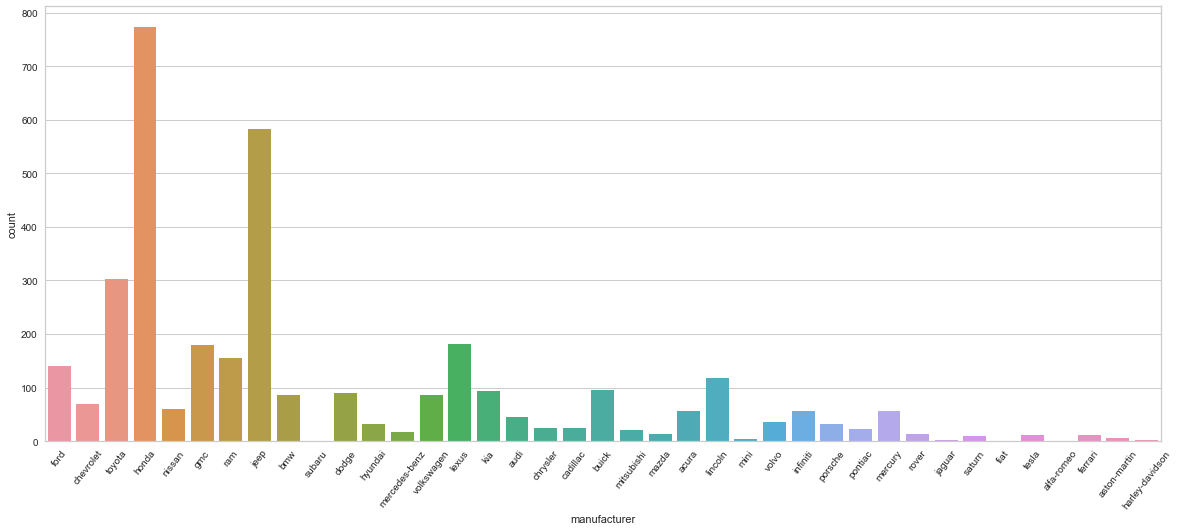 800
700
600
500
400
300
200
100
0
count
ford
chevrolet
toyota
honda
nissan
gmc
ram
jeep
bmw
subaru
dodge
hyundai
mercedes-benz
volkswagen
lexus
kia
audi
chrysler
cadillac
buick
mitsubishi
mazda
acura
lincoln
mini
volvo
infiniti
porsche
pontiac
mercury
rover
jaguar
saturn
fiat
tesla
alfa-romeo
ferrari
aston-martin
harley-davidson
manufacturer